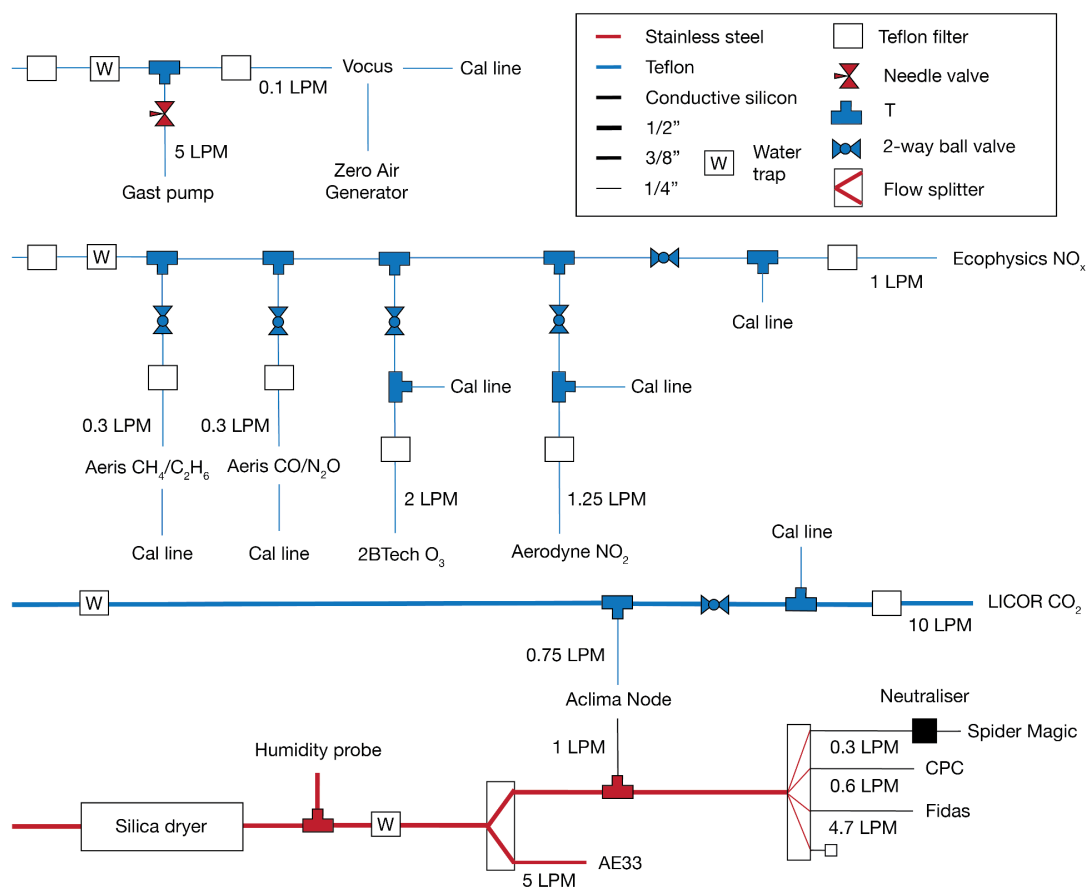 Stainless steel
Teflon
Conductive silicon
1/2”
3/8”
1/4”
W
Water
trap
Teflon filter
Needle valve
T
2-way ball valve
Flow splitter
W
0.1 LPM
Vocus
Cal line
5 LPM
Gast pump
Zero Air
Generator
W
1 LPM
Ecophysics NOx
Cal line
Cal line
Cal line
0.3 LPM
0.3 LPM
Aeris CH4/C2H6
Aeris CO/N2O
2 LPM
1.25 LPM
Cal line
Cal line
2BTech O3
Aerodyne NO2
Cal line
W
LICOR CO2
10 LPM
0.75 LPM
Aclima Node
1 LPM
Neutraliser
Spider Magic
0.3 LPM
CPC
0.6 LPM
Fidas
4.7 LPM
Humidity probe
Silica dryer
W
AE33
5 LPM